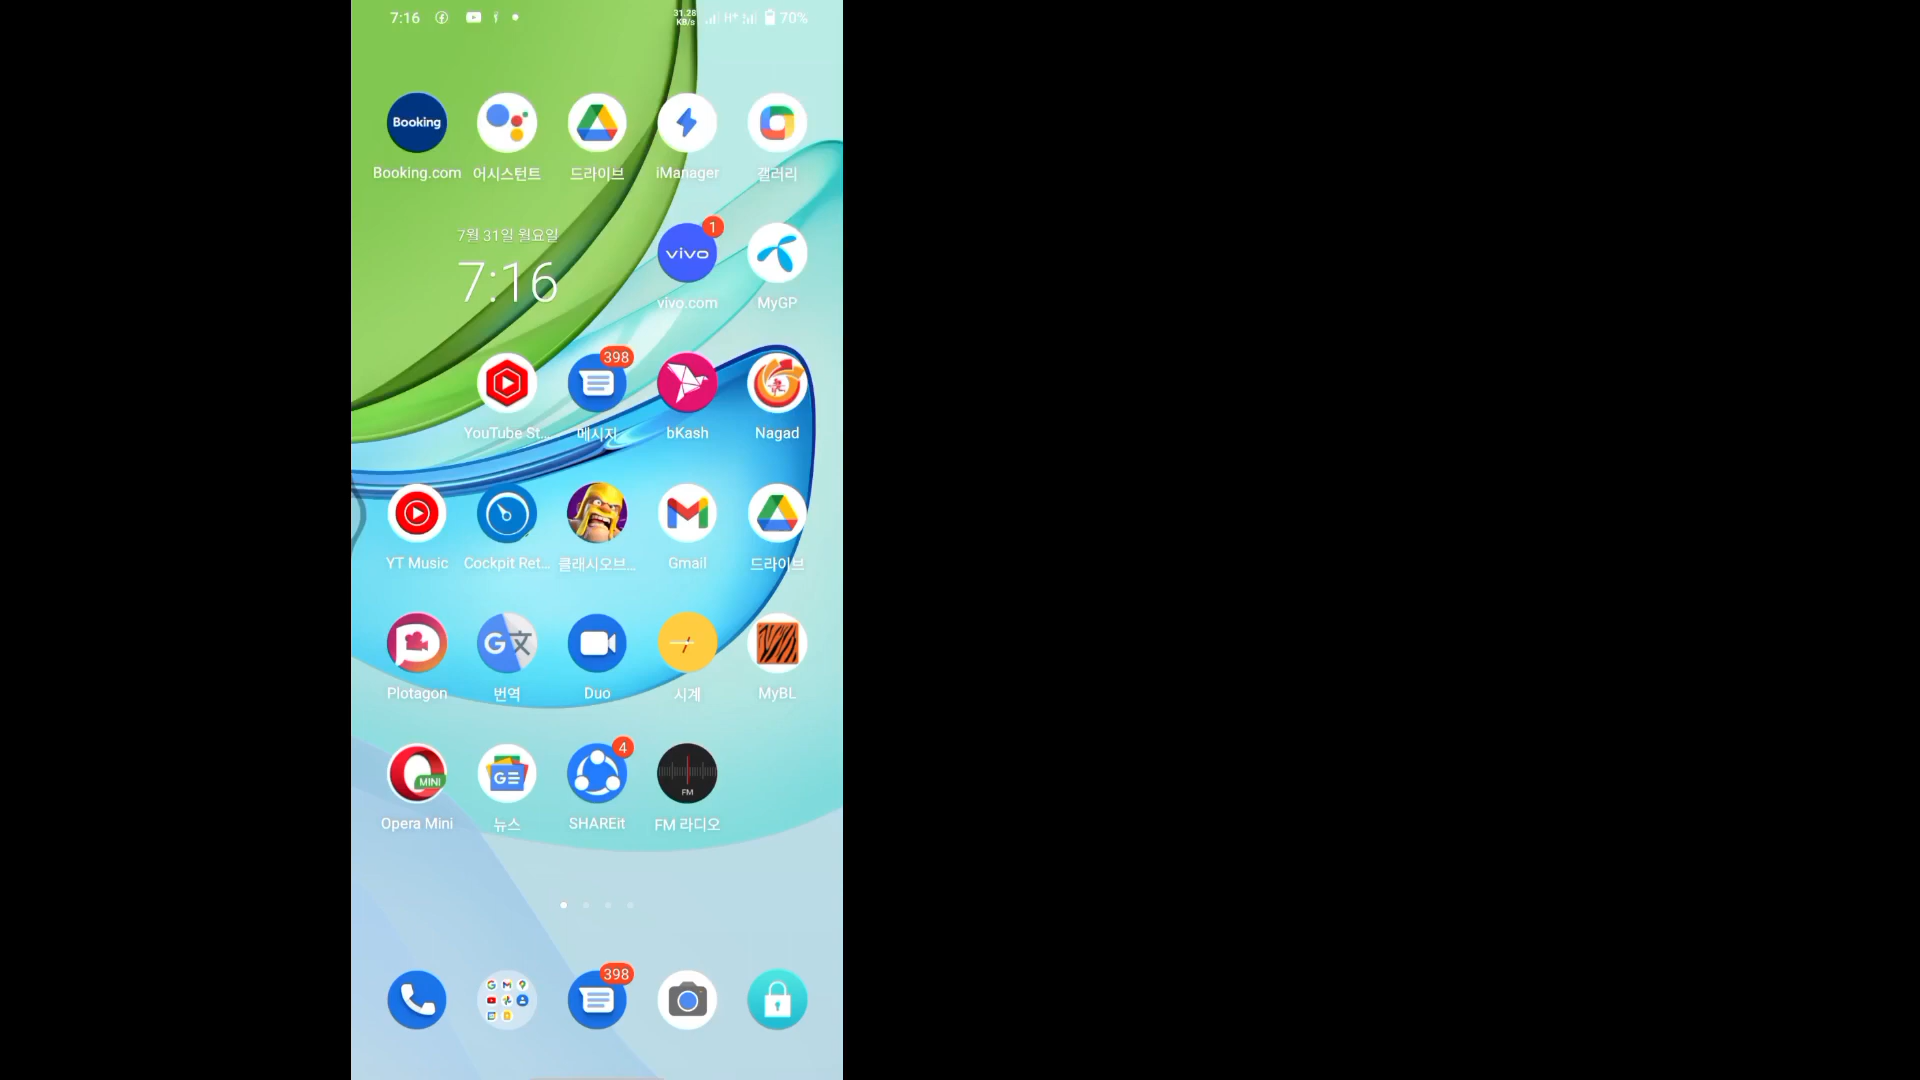 7:16
31.28
KB/s
H+
70%
Booking
Booking.com 어시스턴트 드라이브 iManager 갤러리
7월 31일 월요일
7:16
1
vivo
vivo.com MyGP
398
YouTube St... 메시지 bKash Nagad
YT Music Cockpit Ret... 클래시오브... Gmail 드라이브
G 文
Plotagon 번역 Duo 시계 MyBL
MINI
GE
4
FM
Opera Mini 뉴스 SHAREit FM 라디오
398